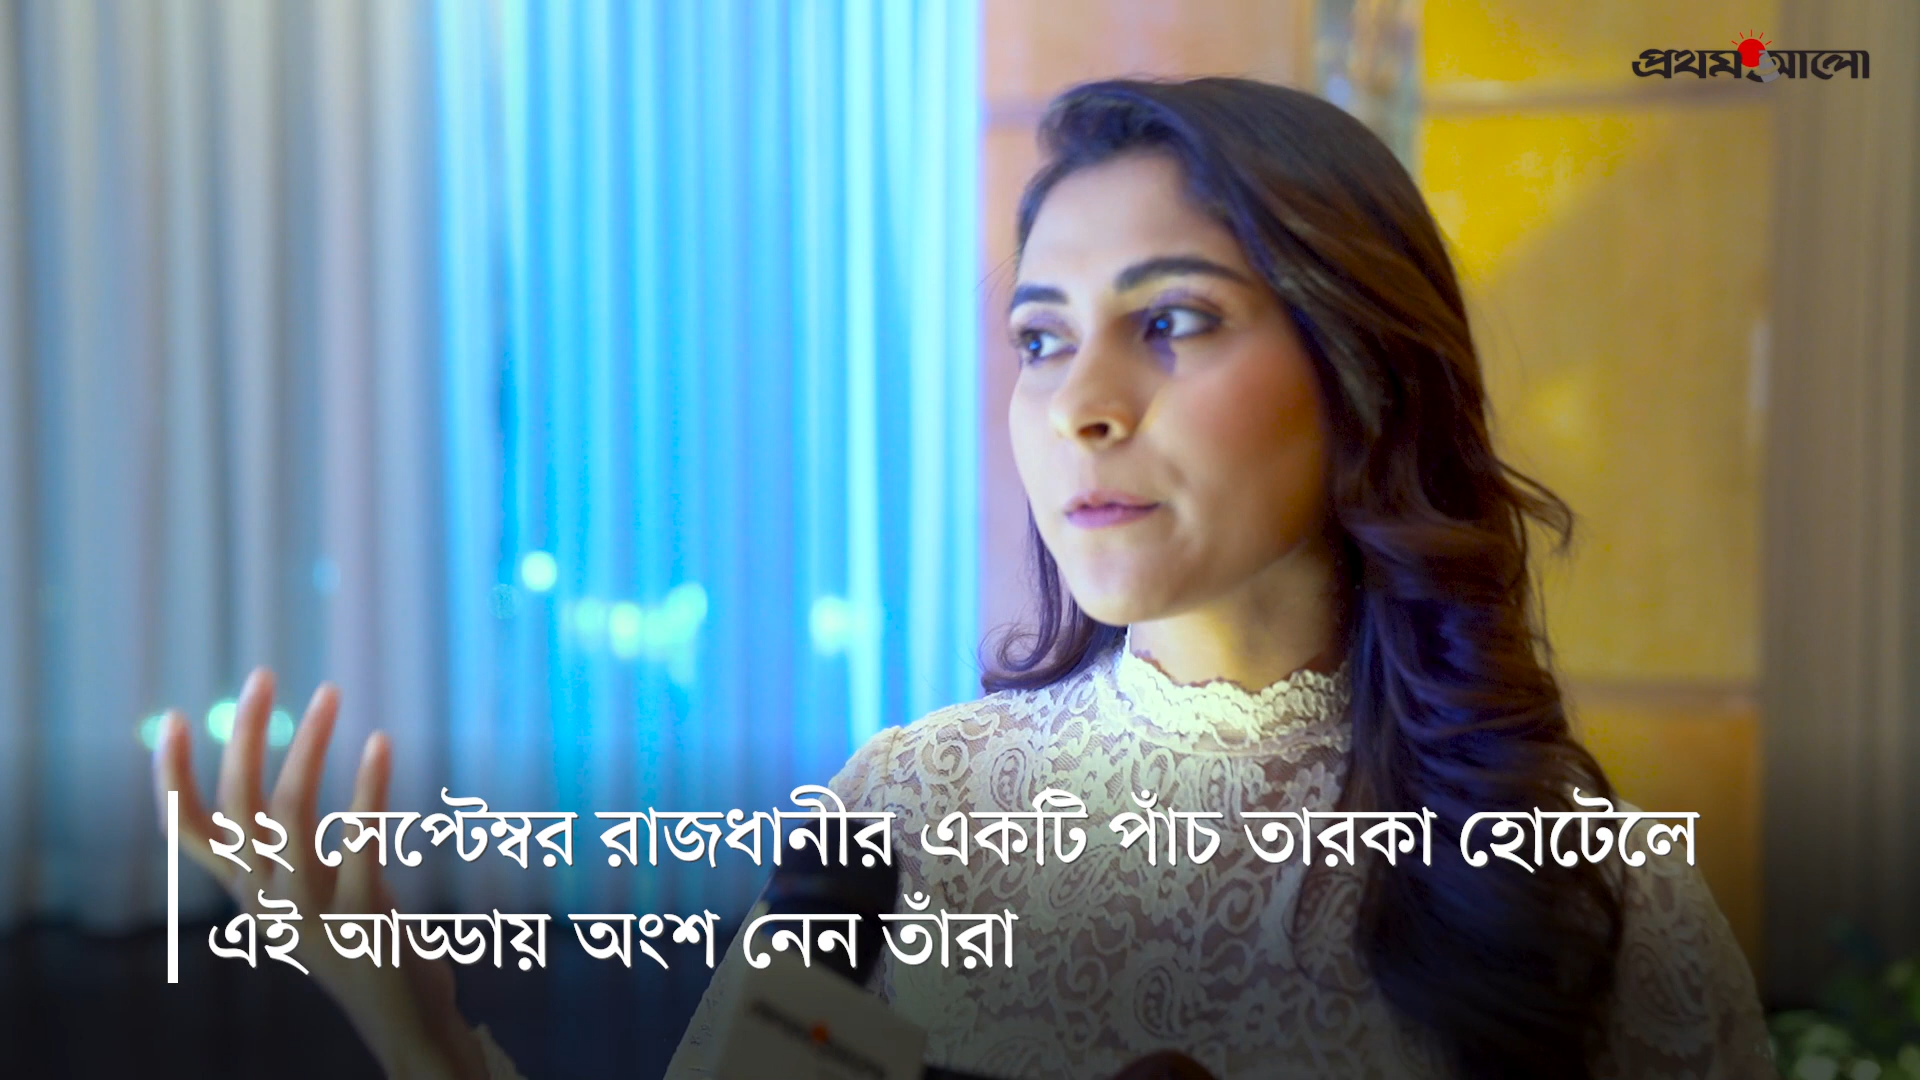 প্রথম আলো
২২ সেপ্টেম্বর রাজধানীর একটি পাঁচ তারকা হোটেলে
এই আড্ডায় অংশ নেন তাঁরা